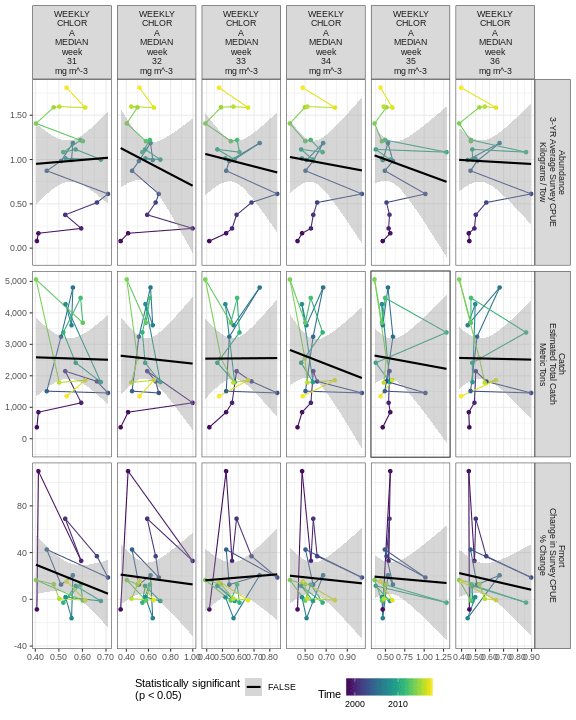 WEEKLY
CHLOR
A
MEDIAN
week
31
mg m^-3
WEEKLY
CHLOR
A
MEDIAN
week
32
mg m^-3
WEEKLY
CHLOR
A
MEDIAN
week
33
mg m^-3
WEEKLY
CHLOR
A
MEDIAN
week
34
mg m^-3
WEEKLY
CHLOR
A
MEDIAN
week
35
mg m^-3
WEEKLY
CHLOR
A
MEDIAN
week
36
mg m^-3
1.50
1.00
0.50
0.00
Abundance
3-YR Average Survey CPUE
Kilograms / Tow
5,000
4,000
3,000
2,000
1,000
0
Catch
Estimated Total Catch
Metric Tons
80
40
0
-40
Fmort
Change in Survey CPUE
% Change
0.40 0.50 0.60 0.70
0.40 0.60 0.80 1.00
0.40 0.50 0.60 0.70 0.80
0.50 0.70 0.90
0.50 0.75 1.00 1.25
0.40 0.50 0.60 0.70 0.80 0.90
Statistically significant
(p < 0.05)
FALSE
Time
2000 2010